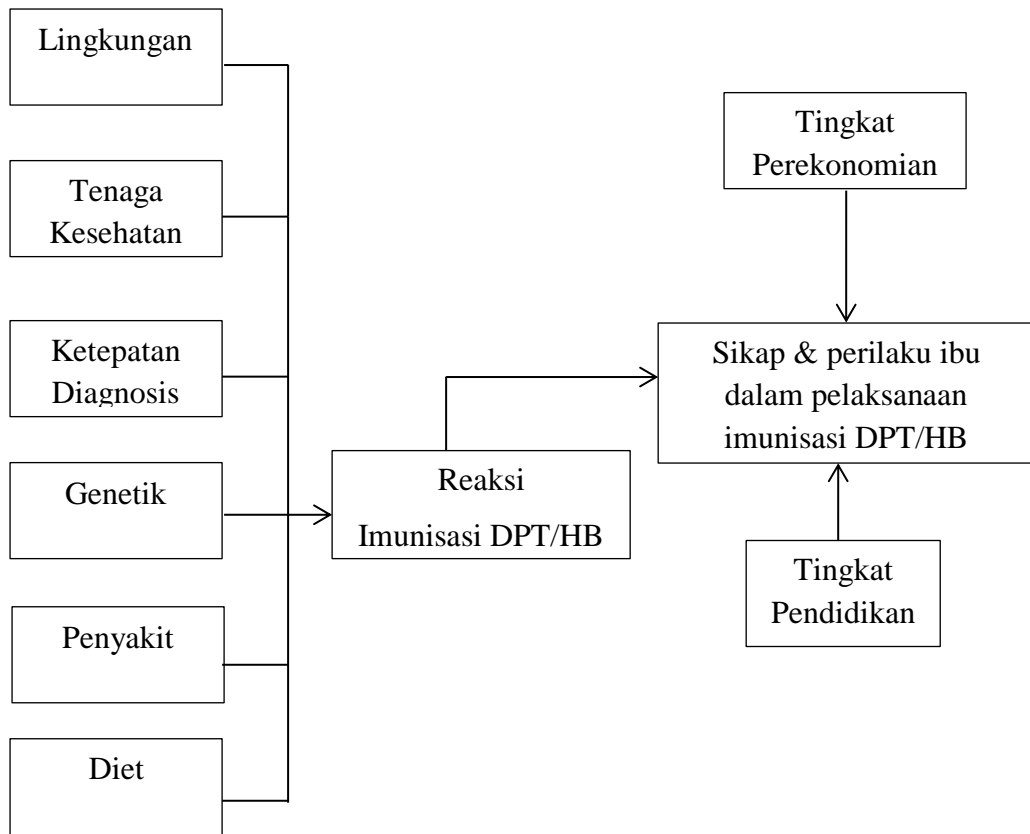 Lingkungan
Tenaga
Kesehatan
Ketepatan
Diagnosis
Genetik
Penyakit
Diet
Reaksi
Imunisasi DPT/HB
Tingkat
Perekonomian
Sikap & perilaku ibu
dalam pelaksanaan
imunisasi DPT/HB
Tingkat
Pendidikan